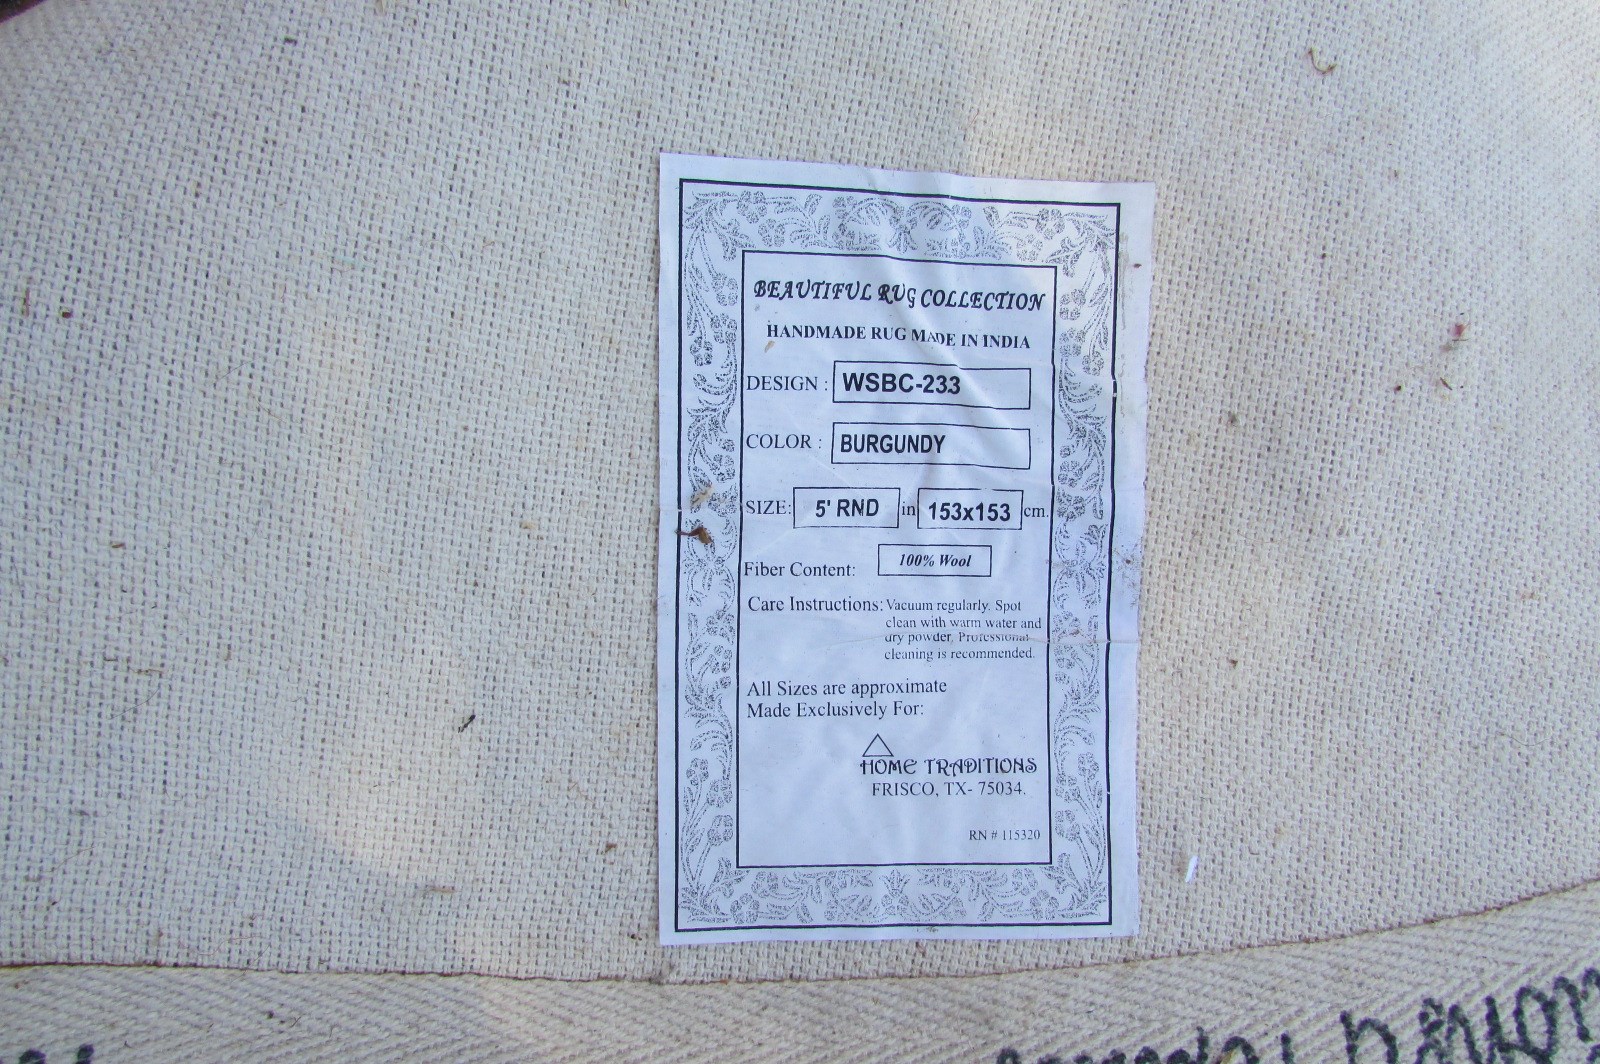 BEAUTIFUL RUG COLLECTION
HANDMADE RUG MADE IN INDIA
DESIGN : WSBC-233
COLOR : BURGUNDY
SIZE: 5' RND in 153x153 cm.
Fiber Content: 100% Wool
Care Instructions: Vacuum regularly. Spot
clean with warm water and
dry powder. Professional
cleaning is recommended.
All Sizes are approximate
Made Exclusively For:
HOME TRADITIONS
FRISCO, TX- 75034.
RN # 115320